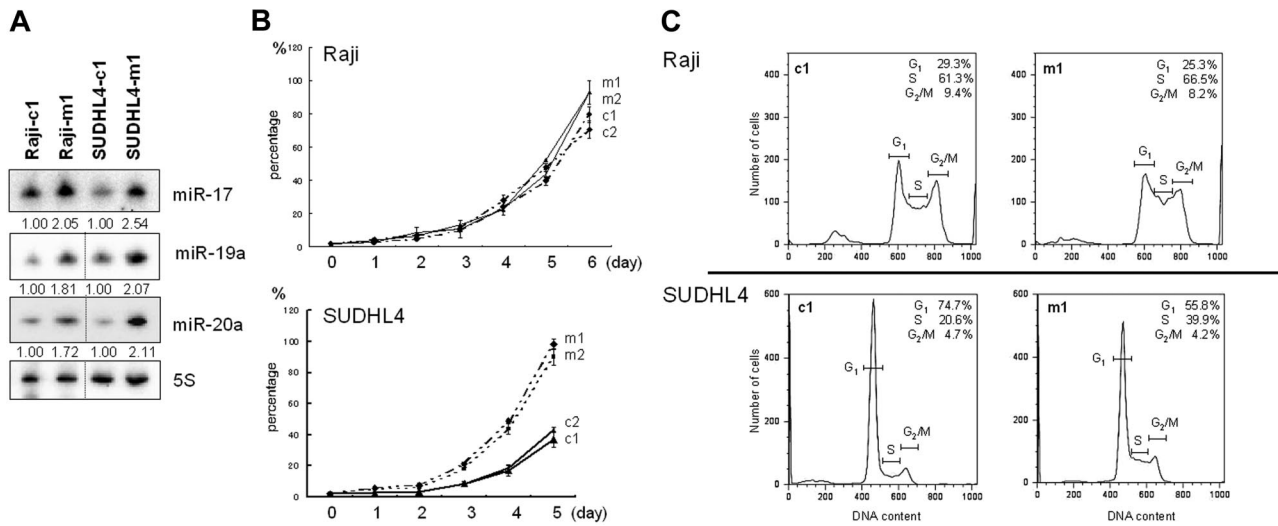 A
Raji-c1
Raji-m1
SUDHL4-c1
SUDHL4-m1
miR-17
1.00 2.05 1.00 2.54
miR-19a
1.00 1.81 1.00 2.07
miR-20a
1.00 1.72 1.00 2.11
5S
B
%
Raji
120
100
80
60
40
20
0
percentage
m1
m2
c1
c2
0 1 2 3 4 5 6 (day)
%
SUDHL4
120
100
80
60
40
20
0
percentage
m1
m2
c2
c1
0 1 2 3 4 5 (day)
C
Raji
c1
G1 29.3%
S 61.3%
G2/M 9.4%
Number of cells
400
300
200
100
0
G1
S
G2/M
0 200 400 600 800 1000
m1
G1 25.3%
S 66.5%
G2/M 8.2%
400
300
200
100
0
G1
S
G2/M
0 200 400 600 800 1000
SUDHL4
c1
G1 74.7%
S 20.6%
G2/M 4.7%
Number of cells
600
400
200
0
G1
S
G2/M
0 200 400 600 800 1000
DNA content
m1
G1 55.8%
S 39.9%
G2/M 4.2%
600
400
200
0
G1
S
G2/M
0 200 400 600 800 1000
DNA content